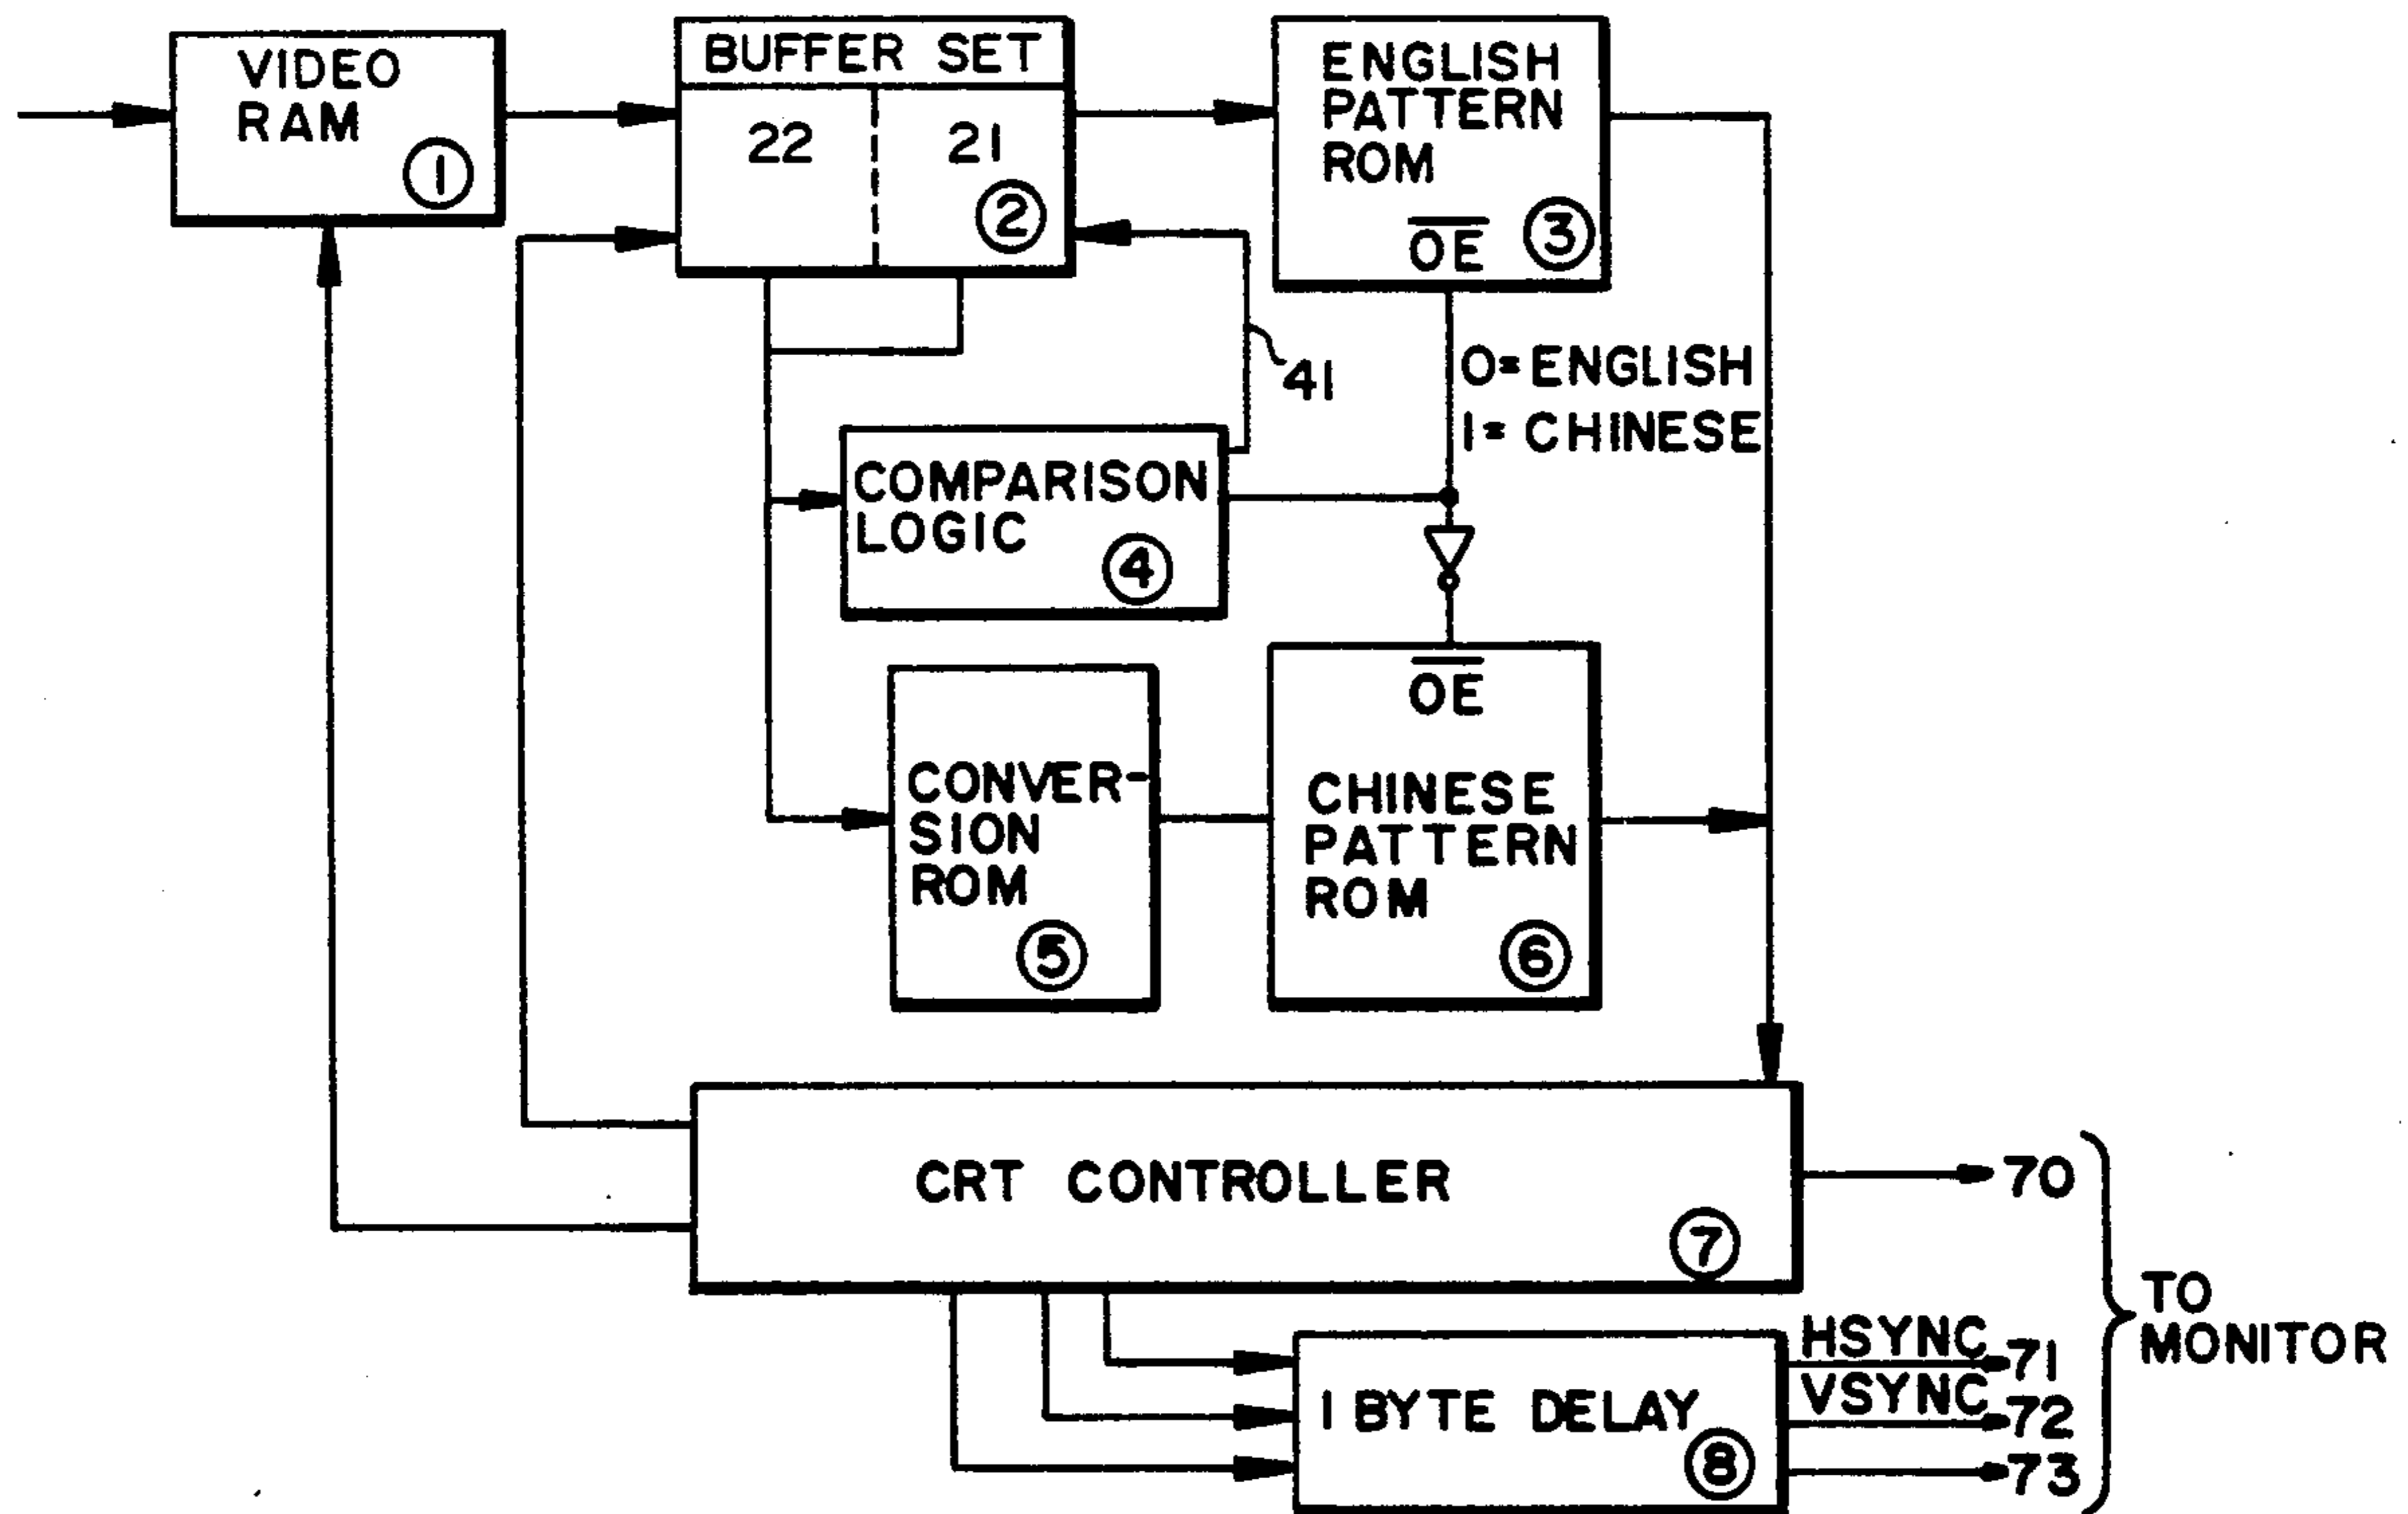 VIDEO
RAM
①
BUFFER SET
22
21
②
ENGLISH
PATTERN
ROM
OE
③
41
0=ENGLISH
1=CHINESE
COMPARISON
LOGIC
④
CONVER-
SION
ROM
⑤
OE
CHINESE
PATTERN
ROM
⑥
CRT CONTROLLER
⑦
70
1 BYTE DELAY
⑧
HSYNC
71
VSYNC
72
73
TO
MONITOR